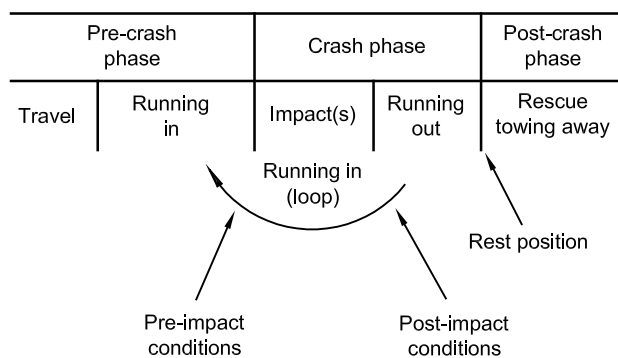 Pre-crash
phase
Crash phase
Post-crash
phase
Travel
Running
in
Impact(s)
Running
out
Rescue
towing away
Running in
(loop)
Rest position
Pre-impact
conditions
Post-impact
conditions